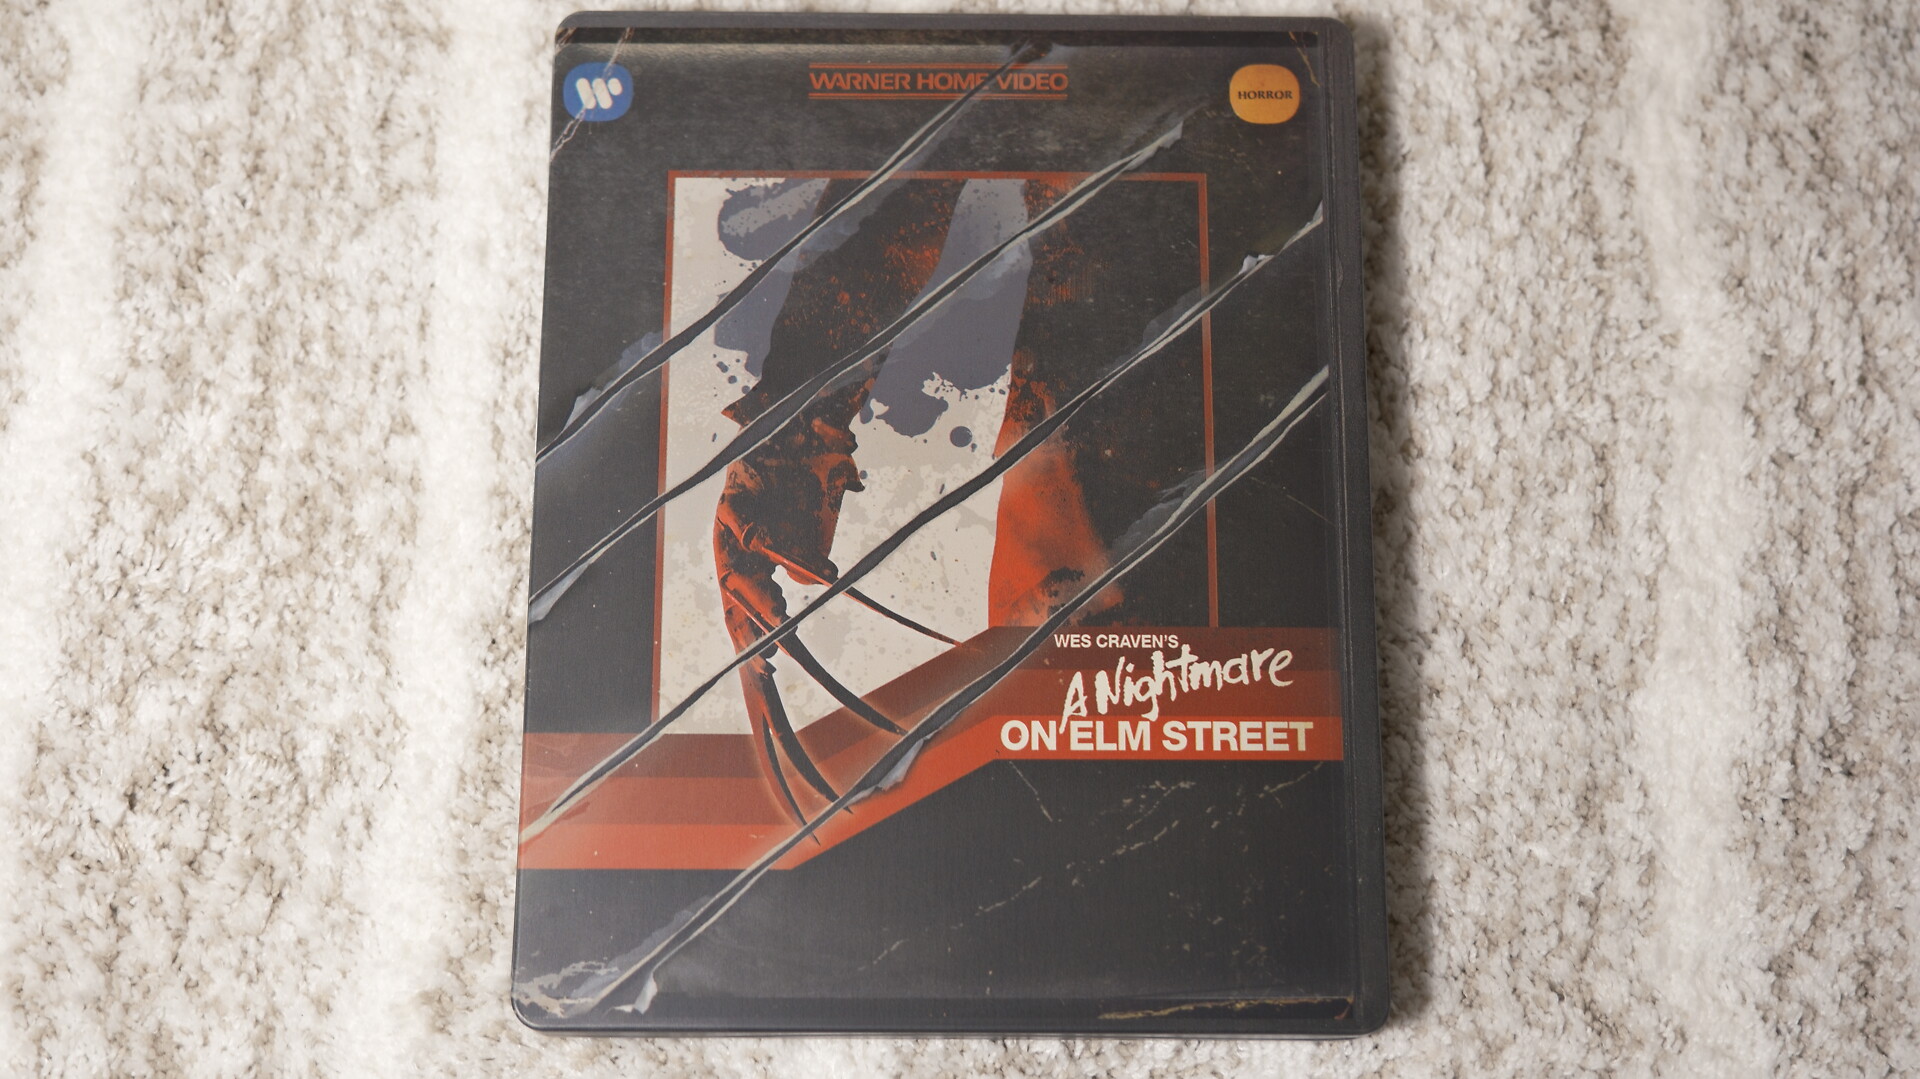 WARNER HOME VIDEO
HORROR
WES CRAVEN'S
A Nightmare
ON ELM STREET